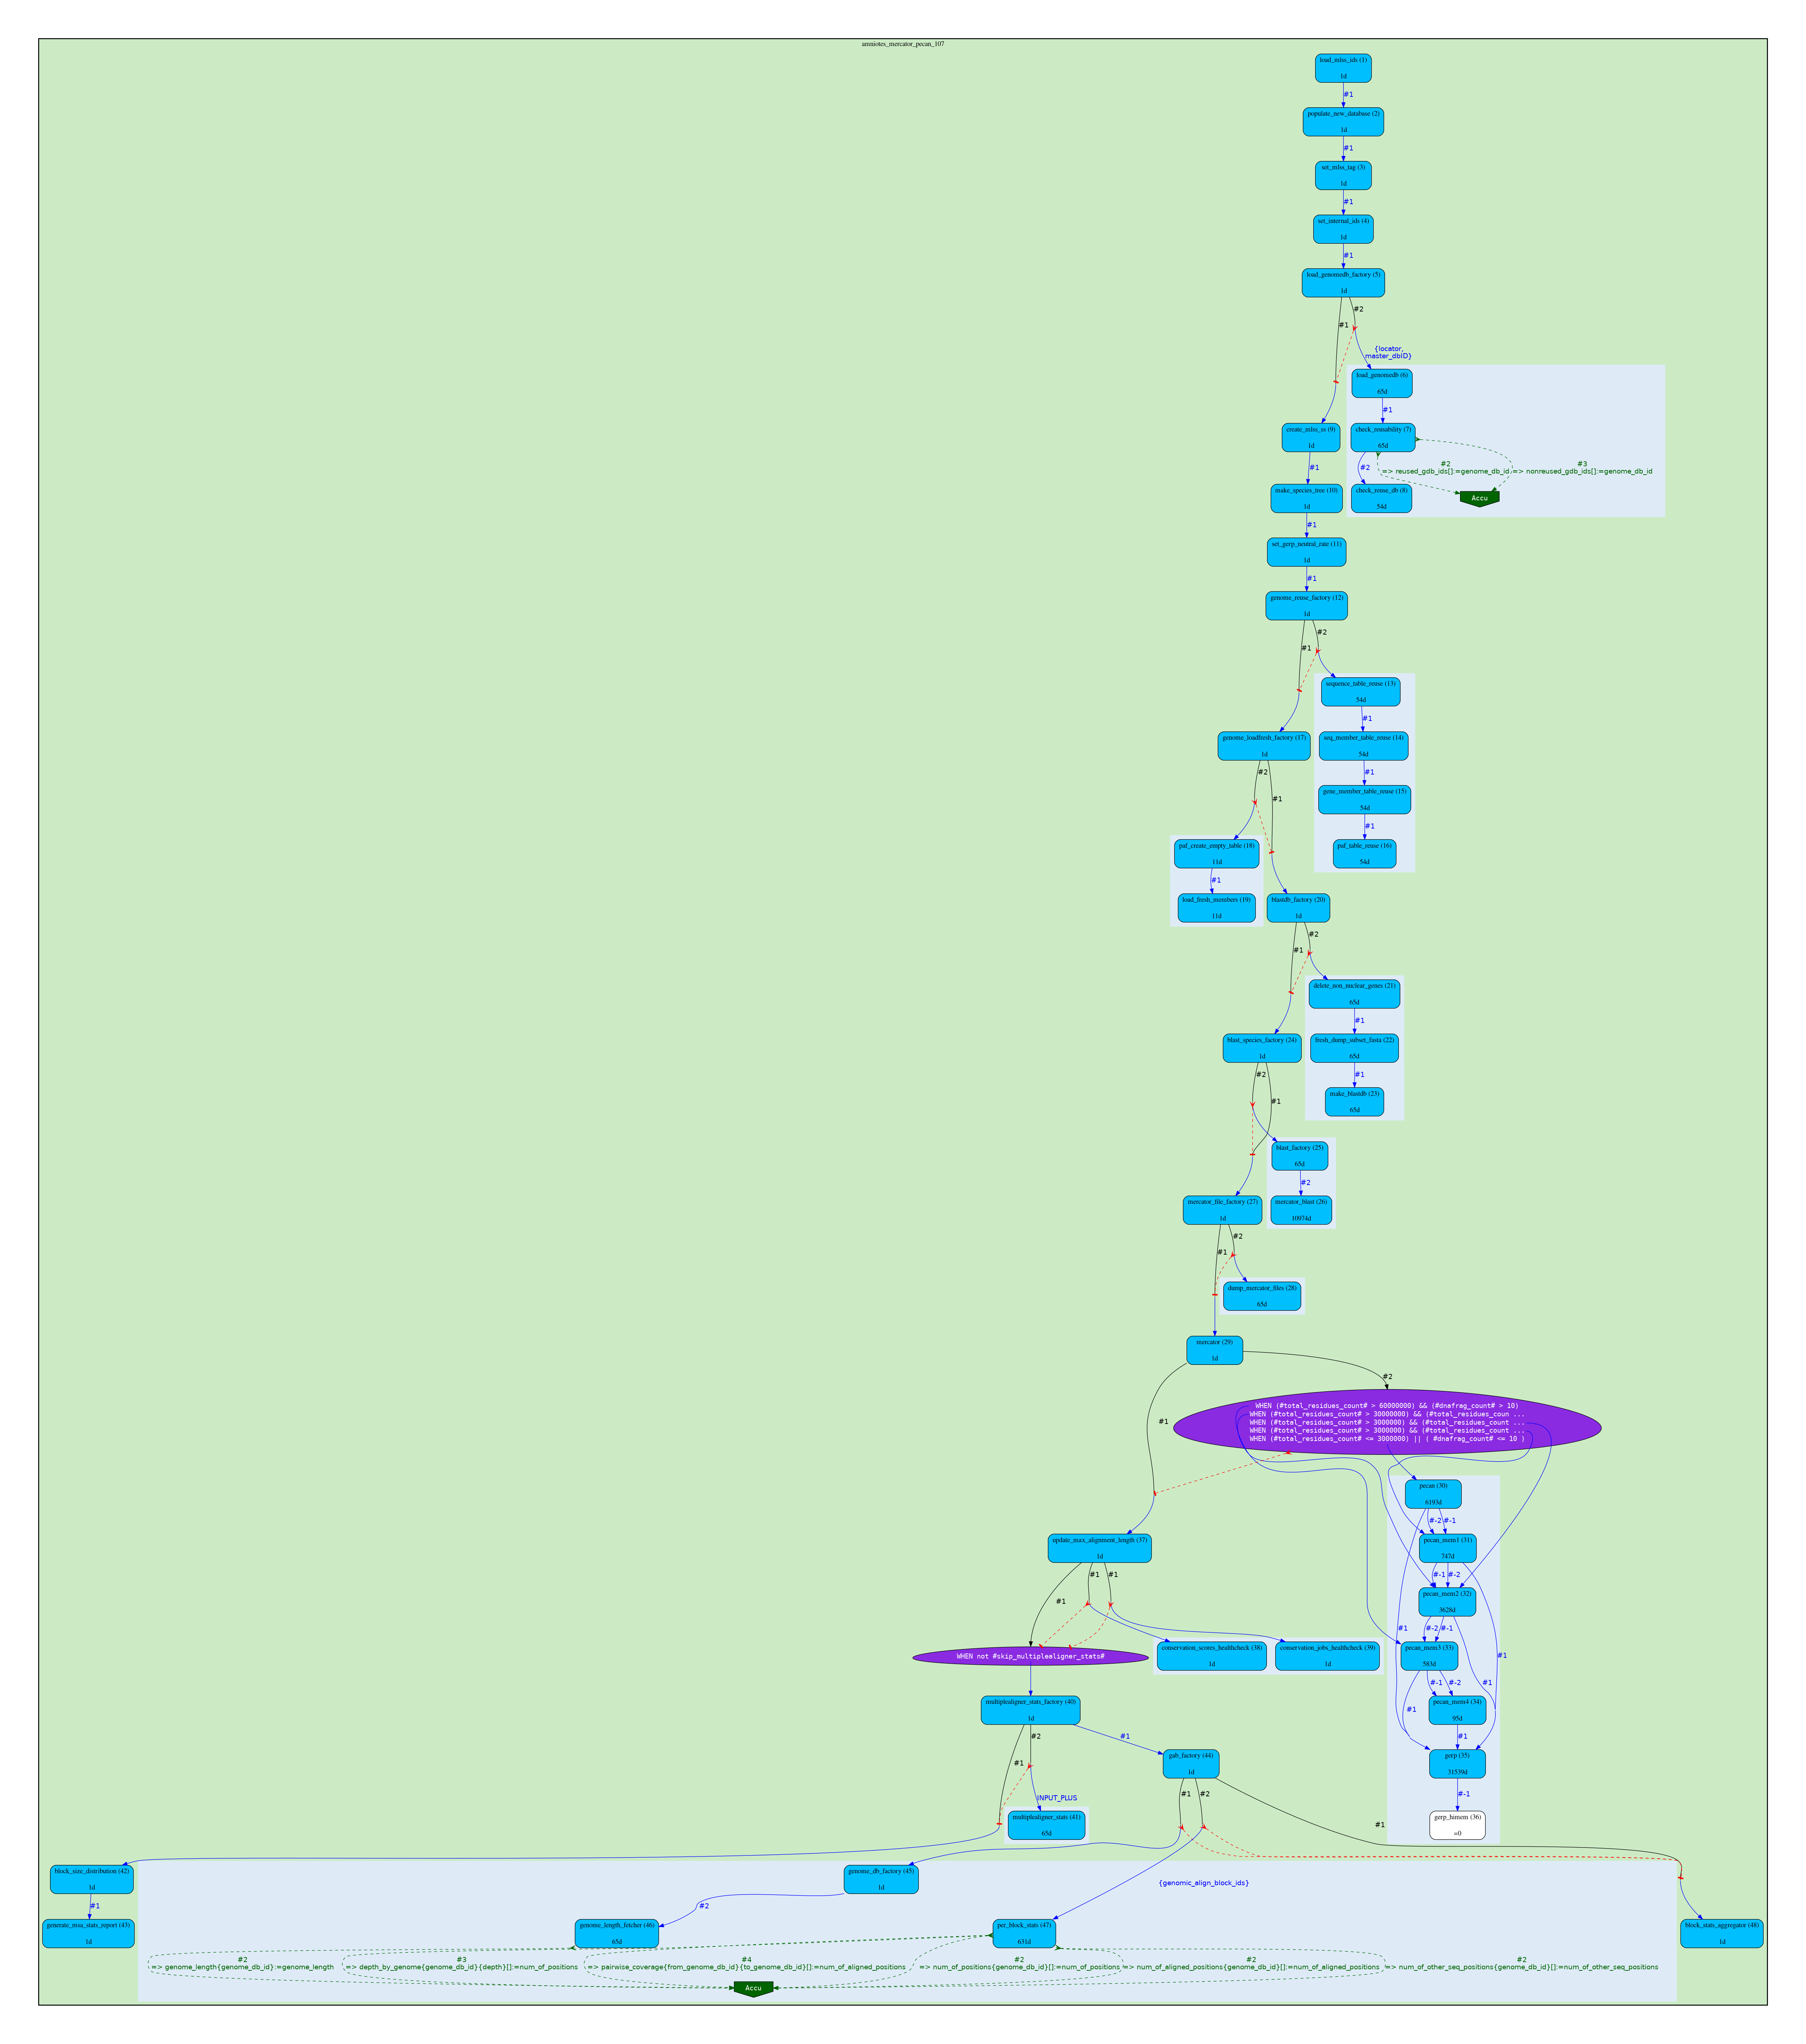 amniotes_mercator_pecan_107
load_mlss_ids (1)
1d
#1
populate_new_database (2)
1d
#1
set_mlss_tag (3)
1d
#1
set_internal_ids (4)
1d
#1
load_genomedb_factory (5)
1d
#2
#1
{locator,
master_dbID}
load_genomedb (6)
65d
#1
create_mlss_ss (9)
1d
check_reusability (7)
65d
#1
#2
#2
=> reused_gdb_ids[]:=genome_db_id
#3
=> nonreused_gdb_ids[]:=genome_db_id
make_species_tree (10)
1d
check_reuse_db (8)
54d
Accu
#1
set_gerp_neutral_rate (11)
1d
#1
genome_reuse_factory (12)
1d
#2
#1
sequence_table_reuse (13)
54d
#1
genome_loadfresh_factory (17)
1d
seq_member_table_reuse (14)
54d
#2
#1
#1
gene_member_table_reuse (15)
54d
#1
paf_create_empty_table (18)
11d
paf_table_reuse (16)
54d
#1
load_fresh_members (19)
11d
blastdb_factory (20)
1d
#2
#1
delete_non_nuclear_genes (21)
65d
#1
blast_species_factory (24)
1d
fresh_dump_subset_fasta (22)
65d
#2
#1
#1
make_blastdb (23)
65d
blast_factory (25)
65d
#2
mercator_file_factory (27)
1d
mercator_blast (26)
10974d
#2
#1
dump_mercator_files (28)
65d
mercator (29)
1d
#2
#1
WHEN (#total_residues_count# > 60000000) && (#dnafrag_count# > 10)
WHEN (#total_residues_count# > 30000000) && (#total_residues_coun ...
WHEN (#total_residues_count# > 3000000) && (#total_residues_count ...
WHEN (#total_residues_count# > 3000000) && (#total_residues_count ...
WHEN (#total_residues_count# <= 3000000) || ( #dnafrag_count# <= 10 )
pecan (30)
6193d
#-2
#-1
update_max_alignment_length (37)
1d
pecan_mem1 (31)
747d
#1
#1
#-1
#-2
#1
pecan_mem2 (32)
3628d
#1
#-2
#-1
WHEN not #skip_multiplealigner_stats#
conservation_scores_healthcheck (38)
1d
conservation_jobs_healthcheck (39)
1d
pecan_mem3 (33)
583d
#1
#-1
#-2
#1
multiplealigner_stats_factory (40)
1d
pecan_mem4 (34)
95d
#1
#2
#1
#1
#1
gab_factory (44)
1d
gerp (35)
31539d
#1
#2
#-1
INPUT_PLUS
multiplealigner_stats (41)
65d
#1
gerp_himem (36)
=0
block_size_distribution (42)
1d
genome_db_factory (45)
1d
{genomic_align_block_ids}
#1
#2
generate_msa_stats_report (43)
1d
genome_length_fetcher (46)
65d
per_block_stats (47)
631d
block_stats_aggregator (48)
1d
#2
=> genome_length{genome_db_id}:=genome_length
#3
=> depth_by_genome{genome_db_id}{depth}[]:=num_of_positions
#4
=> pairwise_coverage{from_genome_db_id}{to_genome_db_id}[]:=num_of_aligned_positions
#2
=> num_of_positions{genome_db_id}[]:=num_of_positions
#2
=> num_of_aligned_positions{genome_db_id}[]:=num_of_aligned_positions
#2
=> num_of_other_seq_positions{genome_db_id}[]:=num_of_other_seq_positions
Accu